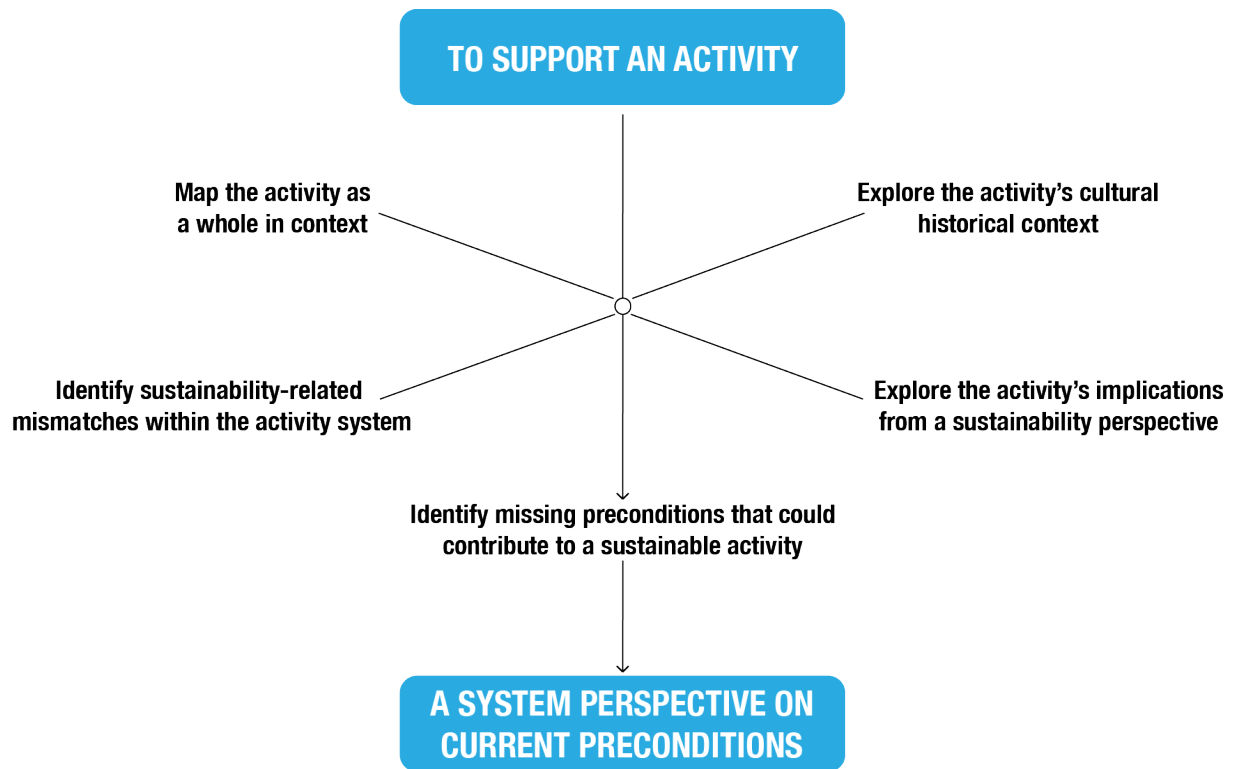 TO SUPPORT AN ACTIVITY
Map the activity as
a whole in context
Explore the activity’s cultural
historical context
Identify sustainability-related
mismatches within the activity system
Explore the activity’s implications
from a sustainability perspective
Identify missing preconditions that could
contribute to a sustainable activity
A SYSTEM PERSPECTIVE ON
CURRENT PRECONDITIONS